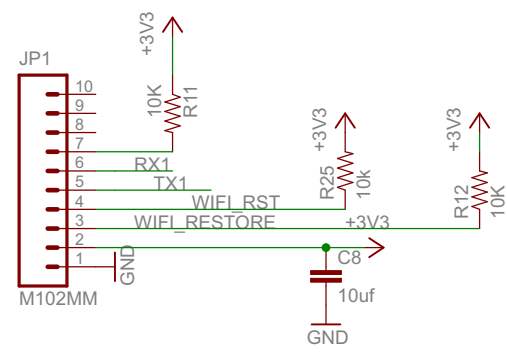 +3V3
JP1
10
9
8
7
6
5
4
3
2
1
10K
R11
RX1
TX1
WIFI_RST
WIFI_RESTORE
+3V3
R25
10k
+3V3
R12
10K
+3V3
GND
C8
10uf
GND
M102MM